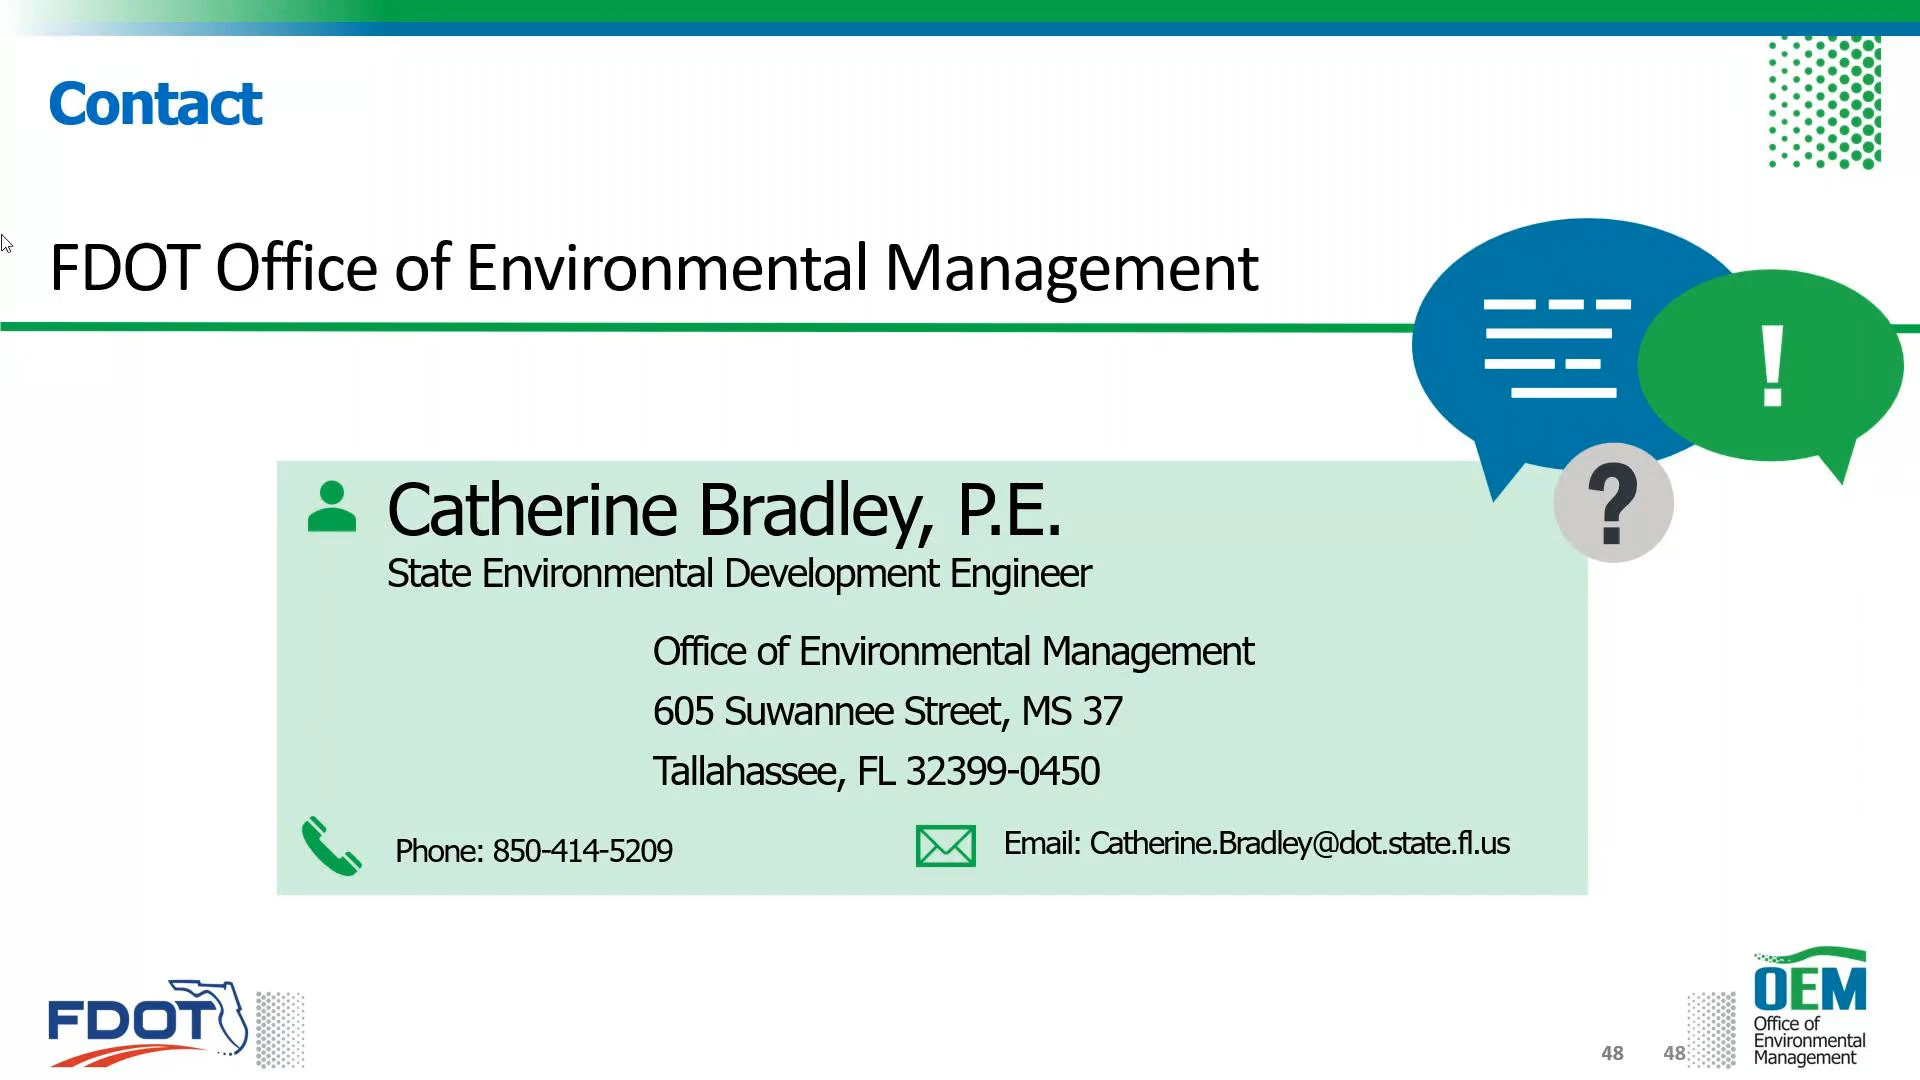 Contact
FDOT Office of Environmental Management
!
?
Catherine Bradley, P.E.
State Environmental Development Engineer
Office of Environmental Management
605 Suwannee Street, MS 37
Tallahassee, FL 32399-0450
Phone: 850-414-5209
Email: Catherine.Bradley@dot.state.fl.us
FDOT
48
48
OEM
Office of
Environmental
Management